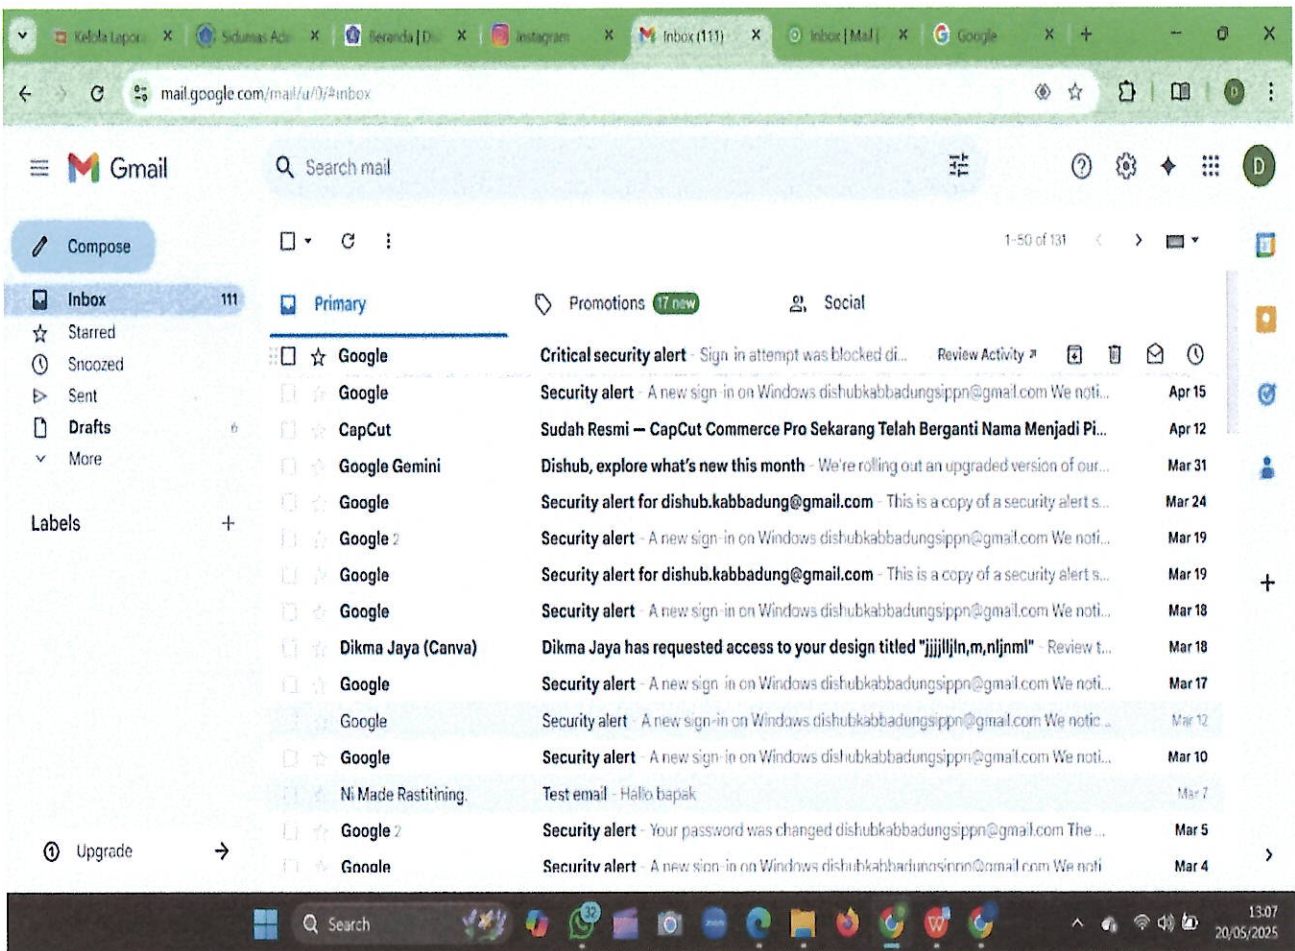 Kelola Lapor
Sidumas Adu
Beranda | D
Instagram
Inbox (111)
Inbox | Mail |
Google
mail.google.com/mail/u/0/#inbox
D
Gmail
Search mail
D
Compose
1-50 of 131
Inbox 111
Primary
Promotions 17 new
Social
Starred
Snoozed
Sent
Drafts 6
More
Labels
Google Critical security alert - Sign in attempt was blocked di... Review Activity
Google Security alert - A new sign-in on Windows dishubkabbadungsippn@gmail.com We noti... Apr 15
CapCut Sudah Resmi — CapCut Commerce Pro Sekarang Telah Berganti Nama Menjadi Pi... Apr 12
Google Gemini Dishub, explore what's new this month - We're rolling out an upgraded version of our... Mar 31
Google Security alert for dishub.kabbadung@gmail.com - This is a copy of a security alert s... Mar 24
Google 2 Security alert - A new sign-in on Windows dishubkabbadungsippn@gmail.com We noti... Mar 19
Google Security alert for dishub.kabbadung@gmail.com - This is a copy of a security alert s... Mar 19
Google Security alert - A new sign-in on Windows dishubkabbadungsippn@gmail.com We noti... Mar 18
Dikma Jaya (Canva) Dikma Jaya has requested access to your design titled "jjjjlljln,m,nljnml" - Review t... Mar 18
Google Security alert - A new sign in on Windows dishubkabbadungsippn@gmail.com We noti... Mar 17
Google Security alert - A new sign-in on Windows dishubkabbadungsippn@gmail.com We notic... Mar 12
Google Security alert - A new sign-in on Windows dishubkabbadungsippn@gmail.com We noti... Mar 10
Ni Made Rastitining. Test email - Hallo bapak Mar 7
Google 2 Security alert - Your password was changed dishubkabbadungsippn@gmail.com The ... Mar 5
Google Security alert - A new sign-in on Windows dishubkabbadungsippn@gmail.com We noti Mar 4
Upgrade
Search
32
zoom
13.07
20/05/2025